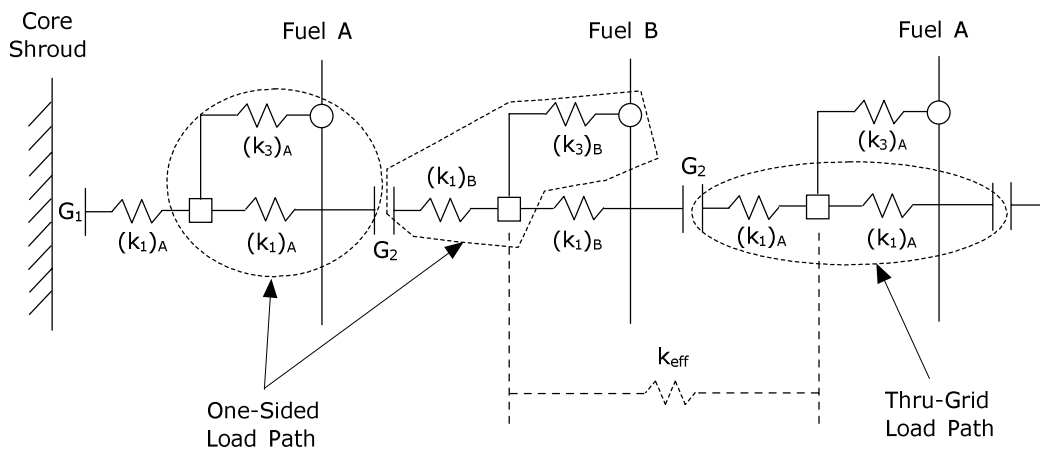 Core
Shroud
Fuel A
Fuel B
Fuel A
(k₃)A
(k₃)B
(k₃)A
G₁
(k₁)A
(k₁)A
G₂
(k₁)B
(k₁)B
G₂
(k₁)A
(k₁)A
keff
One-Sided
Load Path
Thru-Grid
Load Path